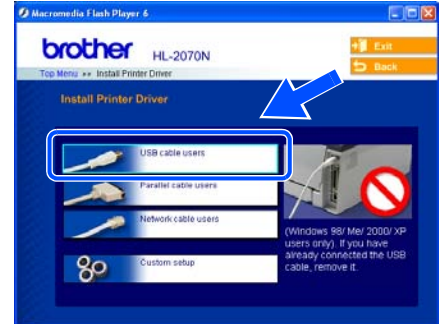 Macromedia Flash Player 6
brother HL-2070N
Exit
Top Menu ▸▸ Install Printer Driver
Back
Install Printer Driver
USB cable users
Parallel cable users
Network cable users
Custom setup
(Windows 98/ Me/ 2000/ XP
users only). If you have
already connected the USB
cable, remove it.